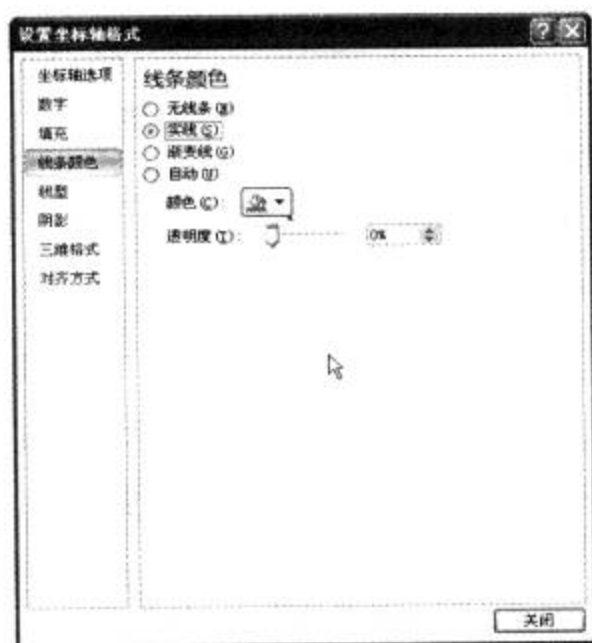 设置坐标轴格式
坐标轴选项
数字
填充
线条颜色
线型
阴影
三维格式
对齐方式
线条颜色
无线条(N)
实线(S)
渐变线(G)
自动(U)
颜色(C):
透明度(T):
0%
关闭